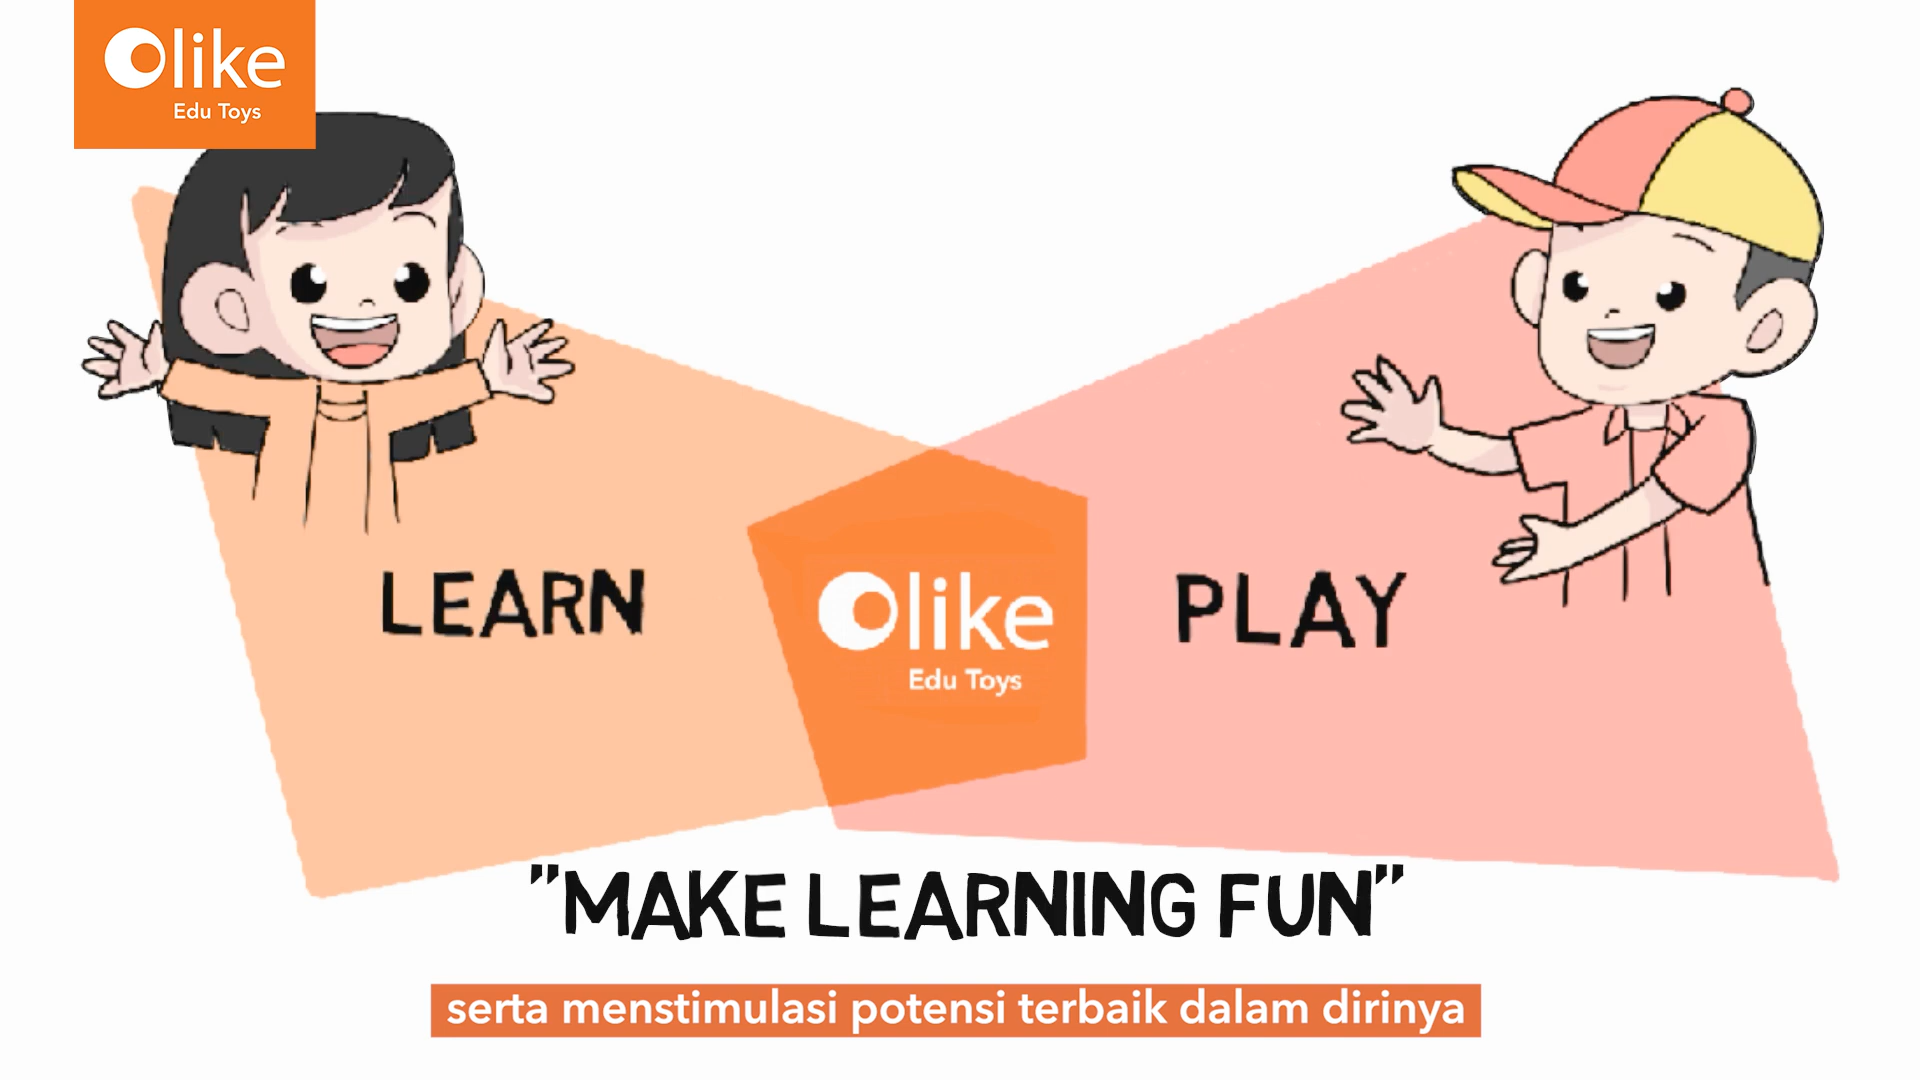 Olike
Edu Toys
LEARN
Olike
Edu Toys
PLAY
"MAKE LEARNING FUN"
serta menstimulasi potensi terbaik dalam dirinya